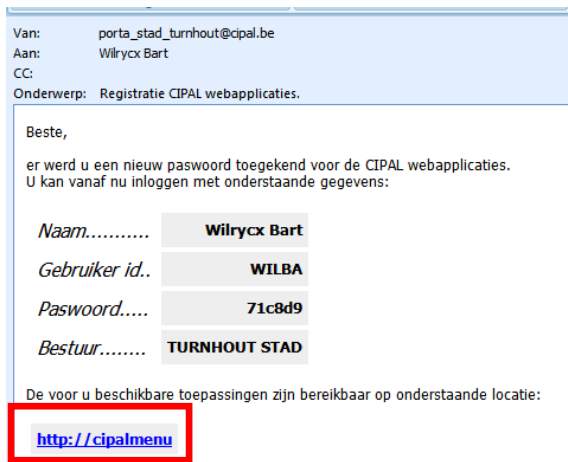 Van: porta_stad_turnhout@cipal.be
Aan: Wilrycx Bart
CC:
Onderwerp: Registratie CIPAL webapplicaties.
Beste,
er werd u een nieuw paswoord toegekend voor de CIPAL webapplicaties.
U kan vanaf nu inloggen met onderstaande gegevens:
Naam........... Wilrycx Bart
Gebruiker id.. WILBA
Paswoord..... 71c8d9
Bestuur........ TURNHOUT STAD
De voor u beschikbare toepassingen zijn bereikbaar op onderstaande locatie:
http://cipalmenu